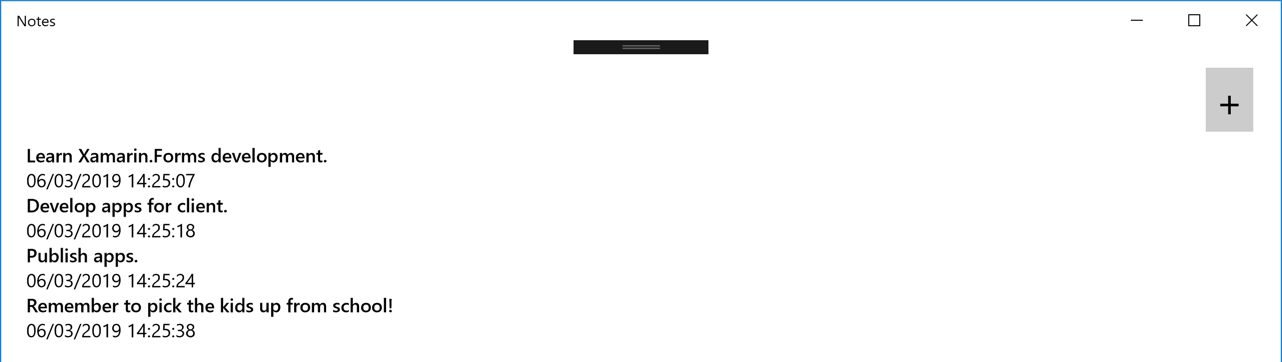 Notes
+
Learn Xamarin.Forms development.
06/03/2019 14:25:07
Develop apps for client.
06/03/2019 14:25:18
Publish apps.
06/03/2019 14:25:24
Remember to pick the kids up from school!
06/03/2019 14:25:38